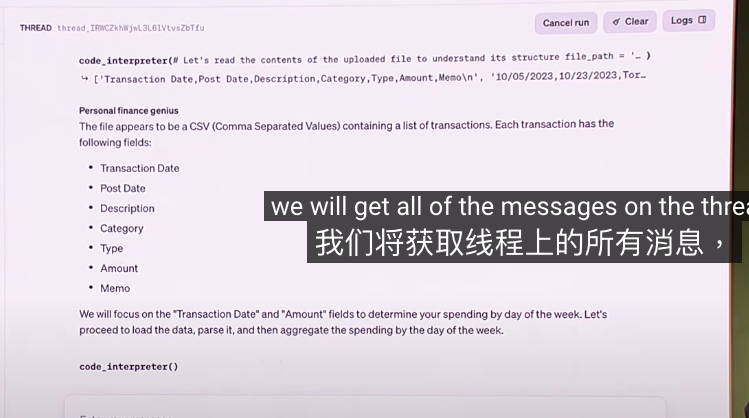 THREAD thread_IRWCZkhWjwL3L6lVtvsZbTfu
Cancel run
Clear
Logs
code_interpreter(# Let's read the contents of the uploaded file to understand its structure file_path = '… )
['Transaction Date,Post Date,Description,Category,Type,Amount,Memo\n', '10/05/2023,10/23/2023,Tor…
Personal finance genius
The file appears to be a CSV (Comma Separated Values) containing a list of transactions. Each transaction has the
following fields:
• Transaction Date
• Post Date
• Description
• Category
• Type
• Amount
• Memo
we will get all of the messages on the threa
我们将获取线程上的所有消息，
We will focus on the "Transaction Date" and "Amount" fields to determine your spending by day of the week. Let's
proceed to load the data, parse it, and then aggregate the spending by the day of the week.
code_interpreter()